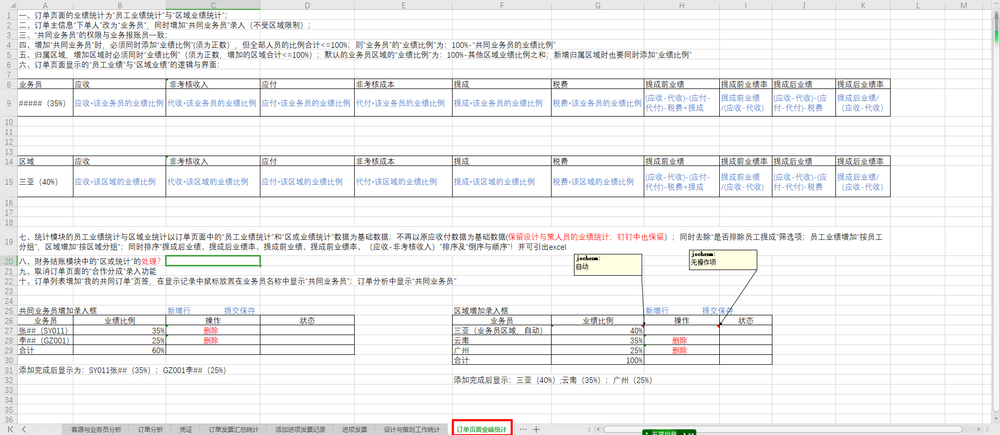 A B C D E F G H I J K L M
1 一、订单页面的业绩统计为“员工业绩统计”与“区域业绩统计”；
2 二、订单主信息“下单人”改为“业务员”，同时增加“共同业务员”录入（不受区域限制）；
3 三、“共同业务员”的权限与业务报账员一致；
4 四、增加“共同业务员”时，必须同时添加“业绩比例”(须为正数），但全部人员的比例合计<=100%；则“业务员”的“业绩比例”为：100%-“共同业务员的业绩比例”
5 五、归属区域，增加区域时必须同时“业绩比例”（须为正数，增加的区域合计<=100%）；默认的业务员区域的“业绩比例”为：100%-其他区域业绩比例之和；新增归属区域时也要同时添加“业绩比例”
6 六、订单页面显示的“员工业绩”与“区域业绩”的逻辑与界面：
7
8 业务员 应收 非考核收入 应付 非考核成本 提成 税费 提成前业绩 提成前业绩率 提成后业绩 提成后业绩率
9 #####（35%） 应收*该业务员的业绩比例 代收*该业务员的业绩比例 应付*该业务员的业绩比例 代付*该业务员的业绩比例 提成*该业务员的业绩比例 税费*该业务员的业绩比例 (应收-代收)-(应付- 提成前业绩 (应收-代收)-(应 提成后业绩/
代付)-税费+提成 /(应收-代收) 付-代付)-税费 （应收-代收）
10
11
12
13
14 区域 应收 非考核收入 应付 非考核成本 提成 税费 提成前业绩 提成前业绩率 提成后业绩 提成后业绩率
15 三亚（40%） 应收*该区域的业绩比例 代收*该区域的业绩比例 应付*该区域的业绩比例 代付*该区域的业绩比例 提成*该区域的业绩比例 税费*该区域的业绩比例 (应收-代收)-(应付- 提成前业绩 (应收-代收)-(应 提成后业绩/
代付)-税费+提成 /(应收-代收) 付-代付)-税费 （应收-代收）
16
17
18
19 七、统计模块的员工业绩统计与区域业统计以订单页面中的“员工业绩统计”和“区或业绩统计”数据为基础数据；不再以原应收付数据为基础数据(保留设计与策人员的业绩统计；钉钉中也保留）；同时去除“是否排除员工提成”筛选项；员工业绩增加“按员工
分组”，区域增加“按区域分组”；同时排序“提成后业绩、提成后业绩率、提成前业绩、提成前业绩率、（应收-非考核收入）”排序及“倒序与顺序”！并可引出excel
20 八、财务结账模块中的“区或统计”的处理？
jochenm：
自动
jochenm：
无操作项
21 九、取消订单页面的“合作分成”录入功能
22 十、订单列表增加“我的共同订单”页签，在显示记录中鼠标放置在业务员名称中显示“共同业务员”；订单分析中显示“共同业务员"
23
24
25 共同业务员增加录入框 新增行 提交保存 区域增加录入框 新增行 提交保存
26 业务员 业绩比例 操作 状态 业务员 业绩比例 操作 状态
27 张##（SY011） 35% 删除 三亚（业务员区域，自动） 40%
28 李##（GZ001） 25% 删除 云南 35% 删除
29 合计 60% 广州 25% 删除
30 合计 100%
31 添加完成后显示为：SY011张##（35%）；GZ001李##（25%）
32 添加完成后显示：三亚（40%）;云南（35%）；广州（25%）
33
34
35
36
客源与业务员分析 订单分析 凭证 订单发票汇总统计 添加进项发票记录 进项发票 设计与策划工作统计 订单页面业绩统计 ··· +
五笔拼音